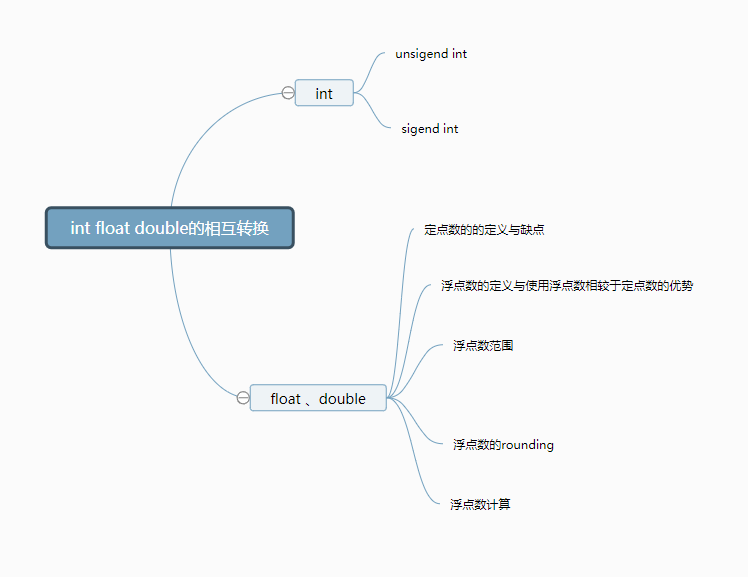 int float double的相互转换
int
unsigend int
sigend int
float 、double
定点数的的定义与缺点
浮点数的定义与使用浮点数相较于定点数的优势
浮点数范围
浮点数的rounding
浮点数计算